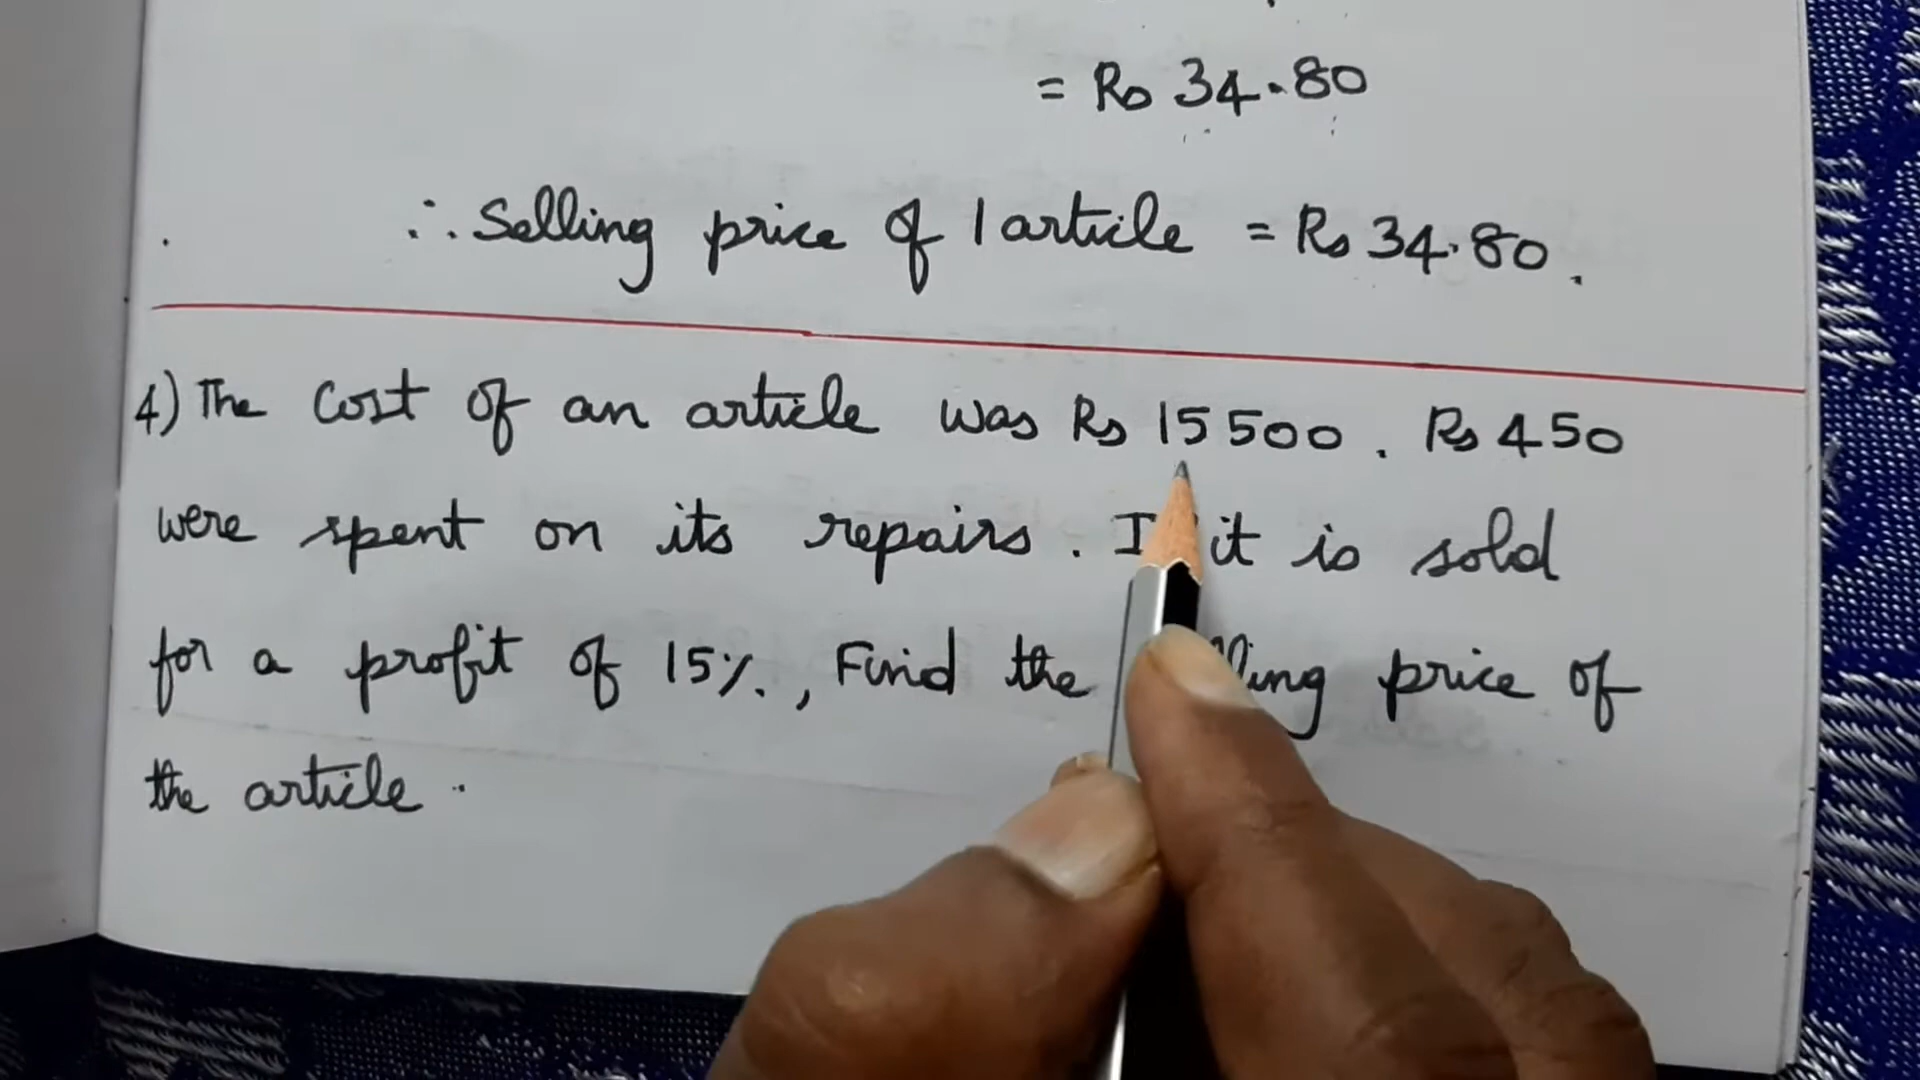 = Rs 34.80
∴ Selling price of 1 article = Rs 34.80.
4) The cost of an article was Rs 15500. Rs 450
were spent on its repairs. it is sold
for a profit of 15%, Find the price of
the article.